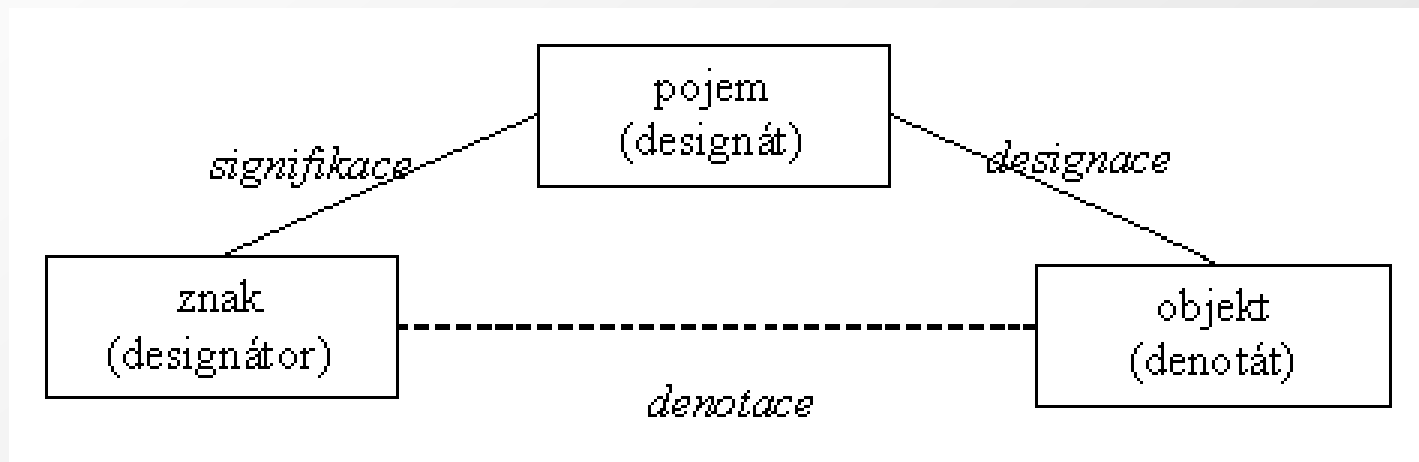 pojem
(designát)
signifikace
designace
znak
(designátor)
objekt
(denotát)
denotace